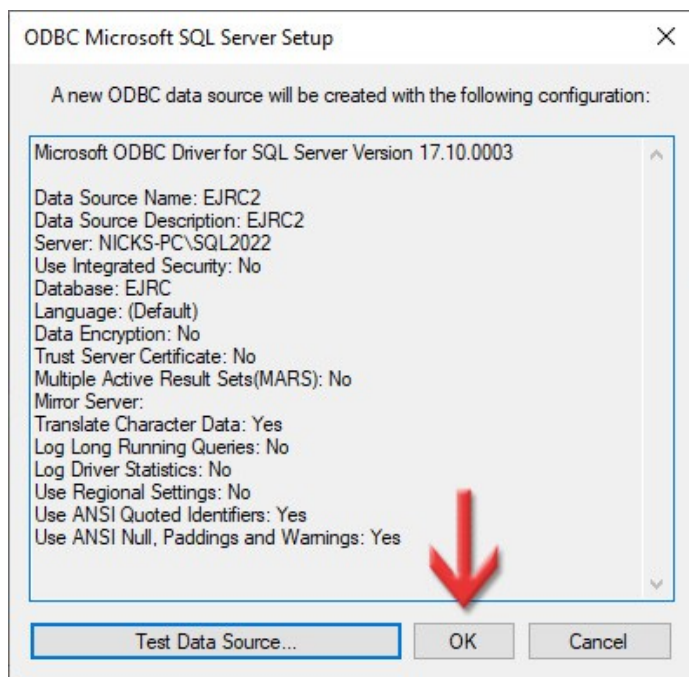 ODBC Microsoft SQL Server Setup
A new ODBC data source will be created with the following configuration:
Microsoft ODBC Driver for SQL Server Version 17.10.0003
Data Source Name: EJRC2
Data Source Description: EJRC2
Server: NICKS-PC\SQL2022
Use Integrated Security: No
Database: EJRC
Language: (Default)
Data Encryption: No
Trust Server Certificate: No
Multiple Active Result Sets(MARS): No
Mirror Server:
Translate Character Data: Yes
Log Long Running Queries: No
Log Driver Statistics: No
Use Regional Settings: No
Use ANSI Quoted Identifiers: Yes
Use ANSI Null, Paddings and Warnings: Yes
Test Data Source...
OK
Cancel